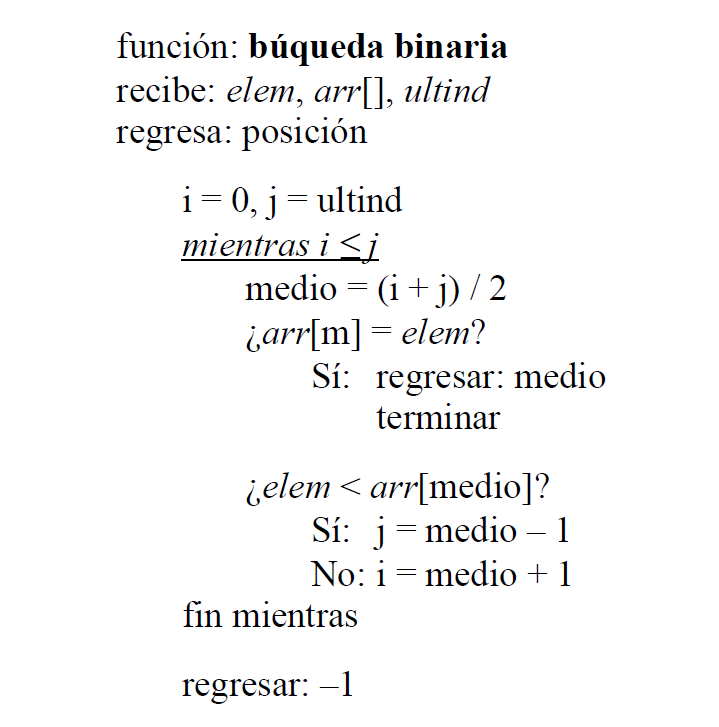 función: búqueda binaria
recibe: elem, arr[], ultind
regresa: posición
i = 0, j = ultind
mientras i ≤ j
medio = (i + j) / 2
¿arr[m] = elem?
Sí: regresar: medio
terminar
¿elem < arr[medio]?
Sí: j = medio – 1
No: i = medio + 1
fin mientras
regresar: –1